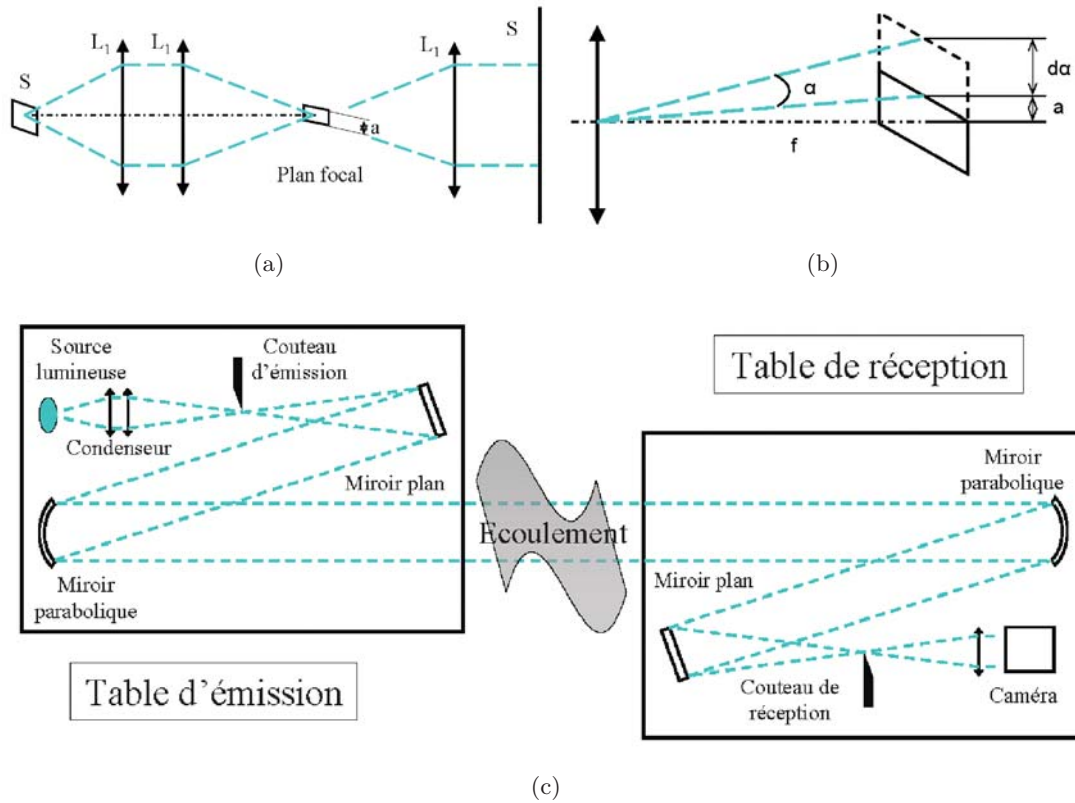 L1
L1
L1
S
S
a
Plan focal
(a)
α
dα
a
f
(b)
Source
lumineuse
Couteau
d'émission
Condenseur
Miroir plan
Miroir
parabolique
Table d'émission
Ecoulement
Table de réception
Miroir
parabolique
Miroir plan
Couteau de
réception
Caméra
(c)